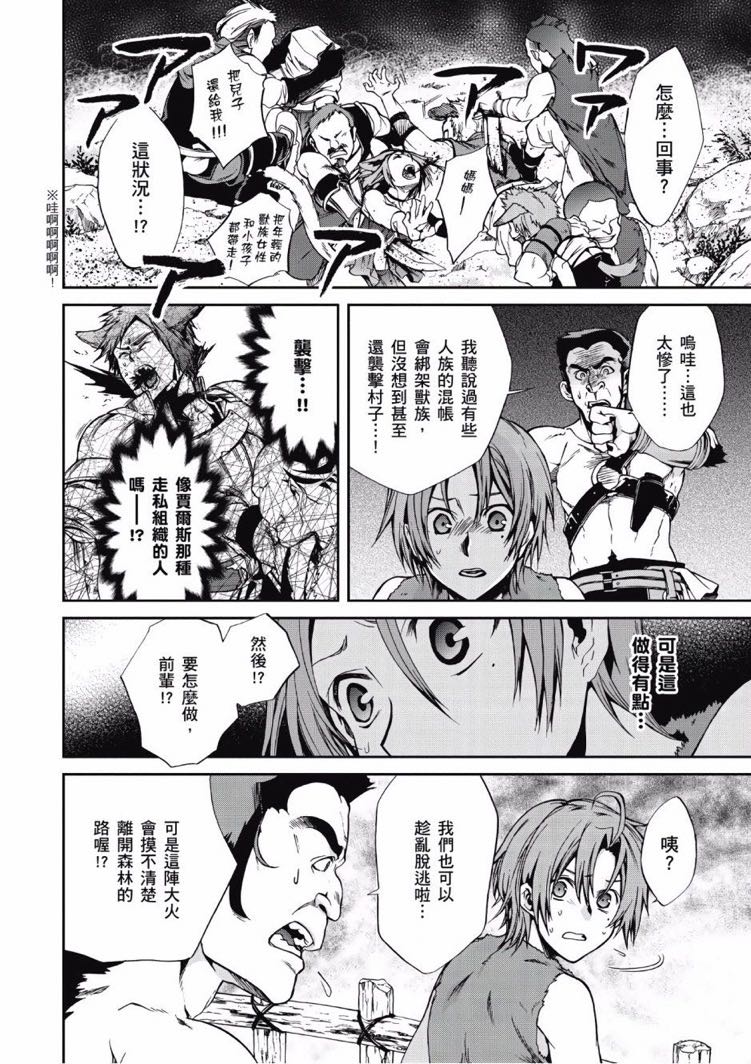 怎麼…回事?
ワ
ア
ア
ア
ア
把兒子
還給
我!!!
這狀況…!?
媽媽—
把年輕的
獸族女性
和小孩子
都帶走!
※哇啊啊啊啊啊!
嗚哇…這也
太慘了……
我聽說過有些
人族的混帳
會綁架獸族,
但沒想到甚至
還襲擊村子…!
襲擊…!!
像賈爾斯那種
走私組織的人
嗎——!?
可是這
做得有點…
然後!?
要怎麼做,
前輩!?
咦?
我們也可以
趁亂脫逃啦…
可是這陣大火
會摸不清楚
離開森林的
路喔!?